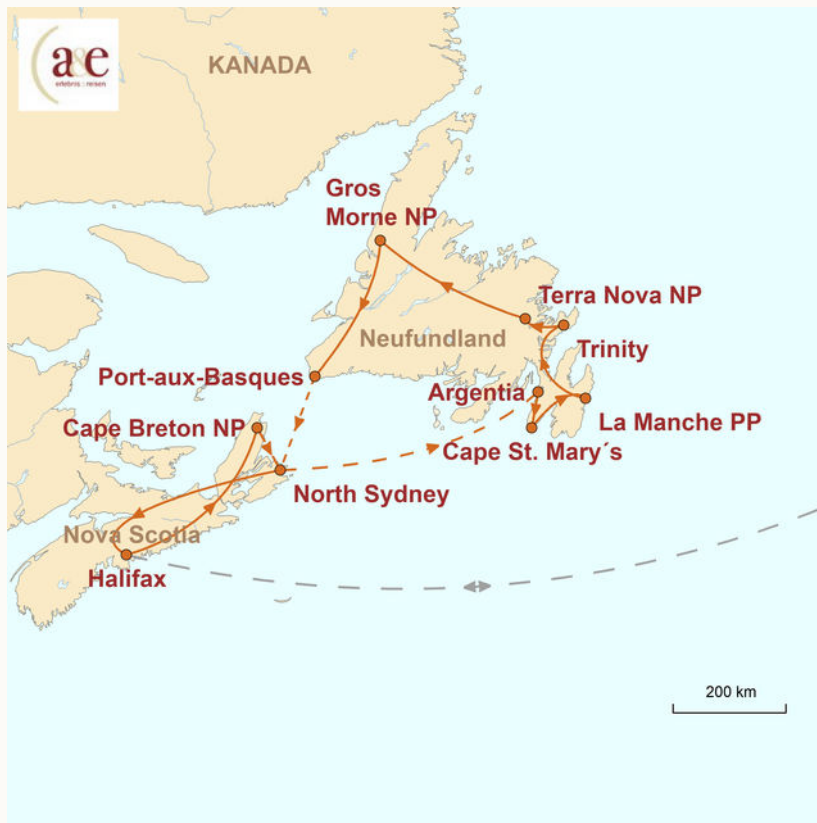 a&e
erlebnis : reisen
KANADA
Gros
Morne NP
Terra Nova NP
Neufundland
Trinity
Port-aux-Basques
Argentia
Cape Breton NP
La Manche PP
Cape St. Mary´s
North Sydney
Nova Scotia
Halifax
200 km